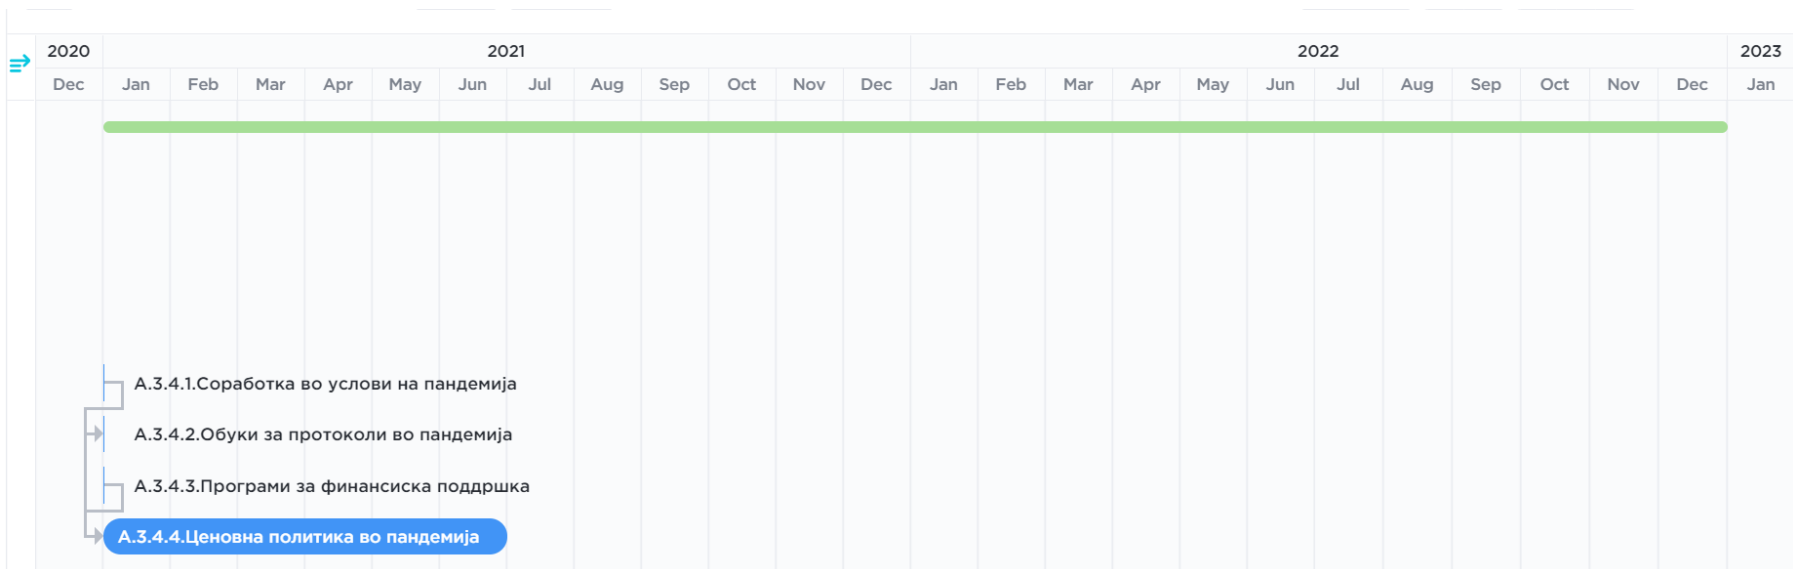 2020 2021 2022 2023
Dec Jan Feb Mar Apr May Jun Jul Aug Sep Oct Nov Dec Jan Feb Mar Apr May Jun Jul Aug Sep Oct Nov Dec Jan
А.3.4.1.Соработка во услови на пандемија
А.3.4.2.Обуки за протоколи во пандемија
А.3.4.3.Програми за финансиска поддршка
А.3.4.4.Ценовна политика во пандемија